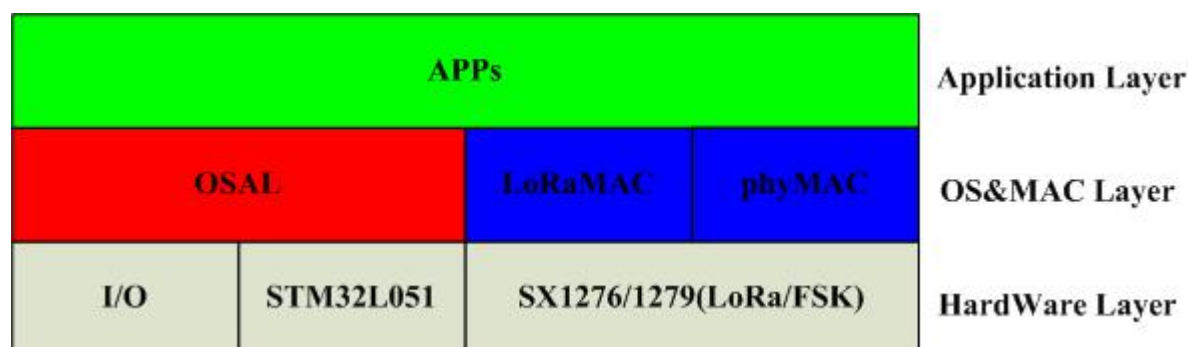 APPs
Application Layer
OSAL
LoRaMAC
phyMAC
OS&MAC Layer
I/O
STM32L051
SX1276/1279(LoRa/FSK)
HardWare Layer